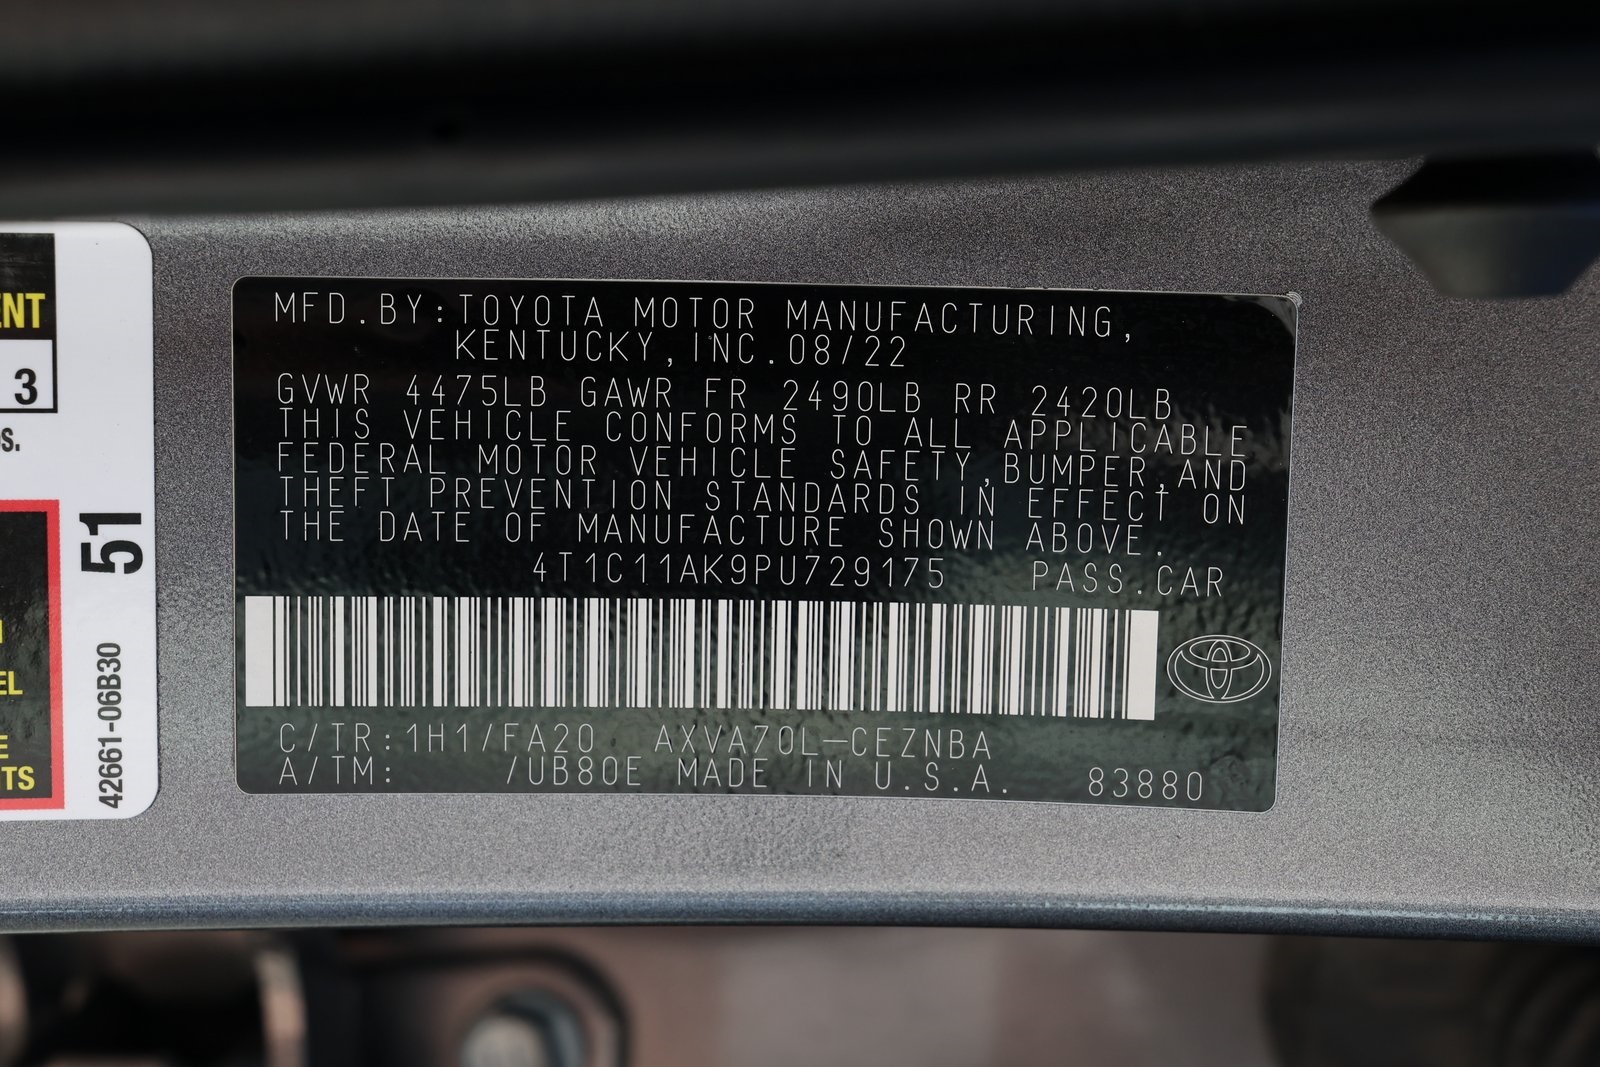 ENT
3
S.
51
EL
E
TS
42661-06B30
MFD.BY:TOYOTA MOTOR MANUFACTURING,
KENTUCKY,INC.08/22
GVWR 4475LB GAWR FR 2490LB RR 2420LB
THIS VEHICLE CONFORMS TO ALL APPLICABLE
FEDERAL MOTOR VEHICLE SAFETY,BUMPER,AND
THEFT PREVENTION STANDARDS IN EFFECT ON
THE DATE OF MANUFACTURE SHOWN ABOVE.
4T1C11AK9PU729175 PASS.CAR
C/TR:1H1/FA20 AXVA70L-CEZNBA
A/TM: /UB80E MADE IN U.S.A. 83880